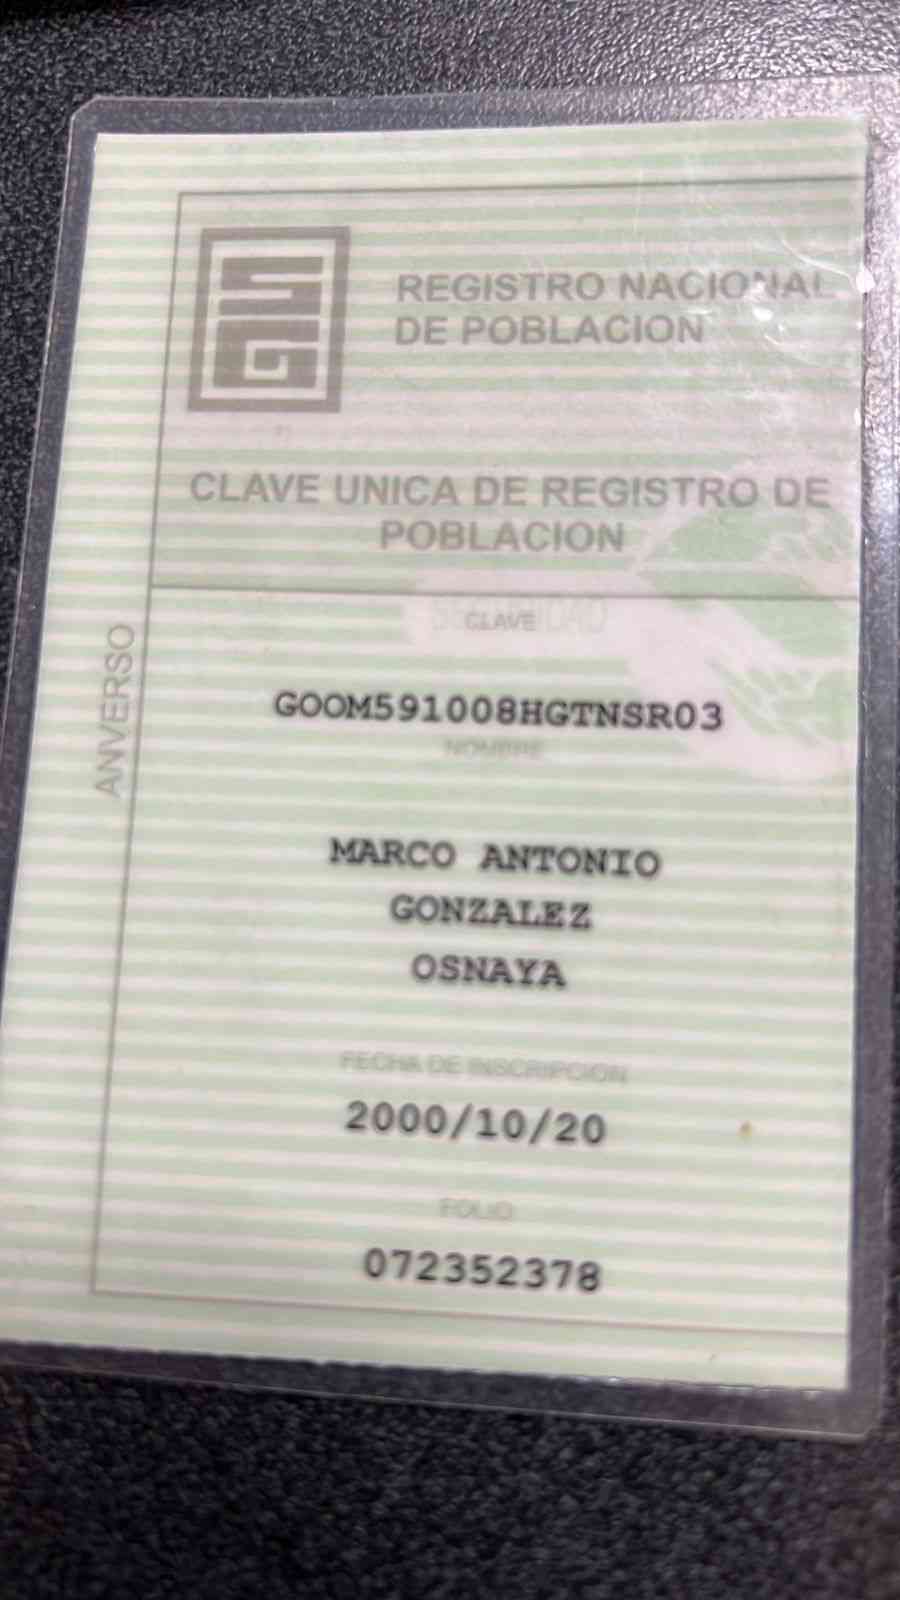 SG
REGISTRO NACIONAL
DE POBLACION
CLAVE UNICA DE REGISTRO DE
POBLACION
ANVERSO
CLAVE
GOOM591008HGTNSR03
NOMBRE
MARCO ANTONIO
GONZALEZ
OSNAYA
FECHA DE INSCRIPCION
2000/10/20
FOLIO
072352378